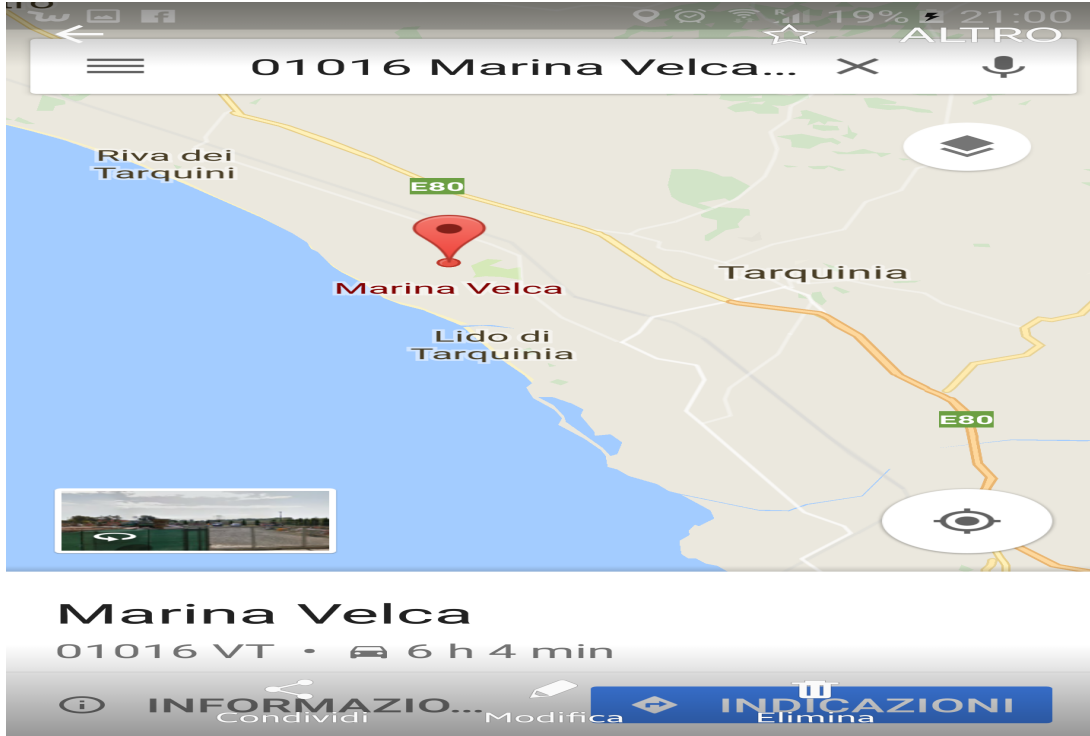 19% 21:00
ALTRO
01016 Marina Velca...
Riva dei
Tarquini
E80
Marina Velca
Tarquinia
Lido di
Tarquinia
E80
Marina Velca
01016 VT • 6 h 4 min
INFORMAZIO... INDICAZIONI
Condividi Modifica Elimina